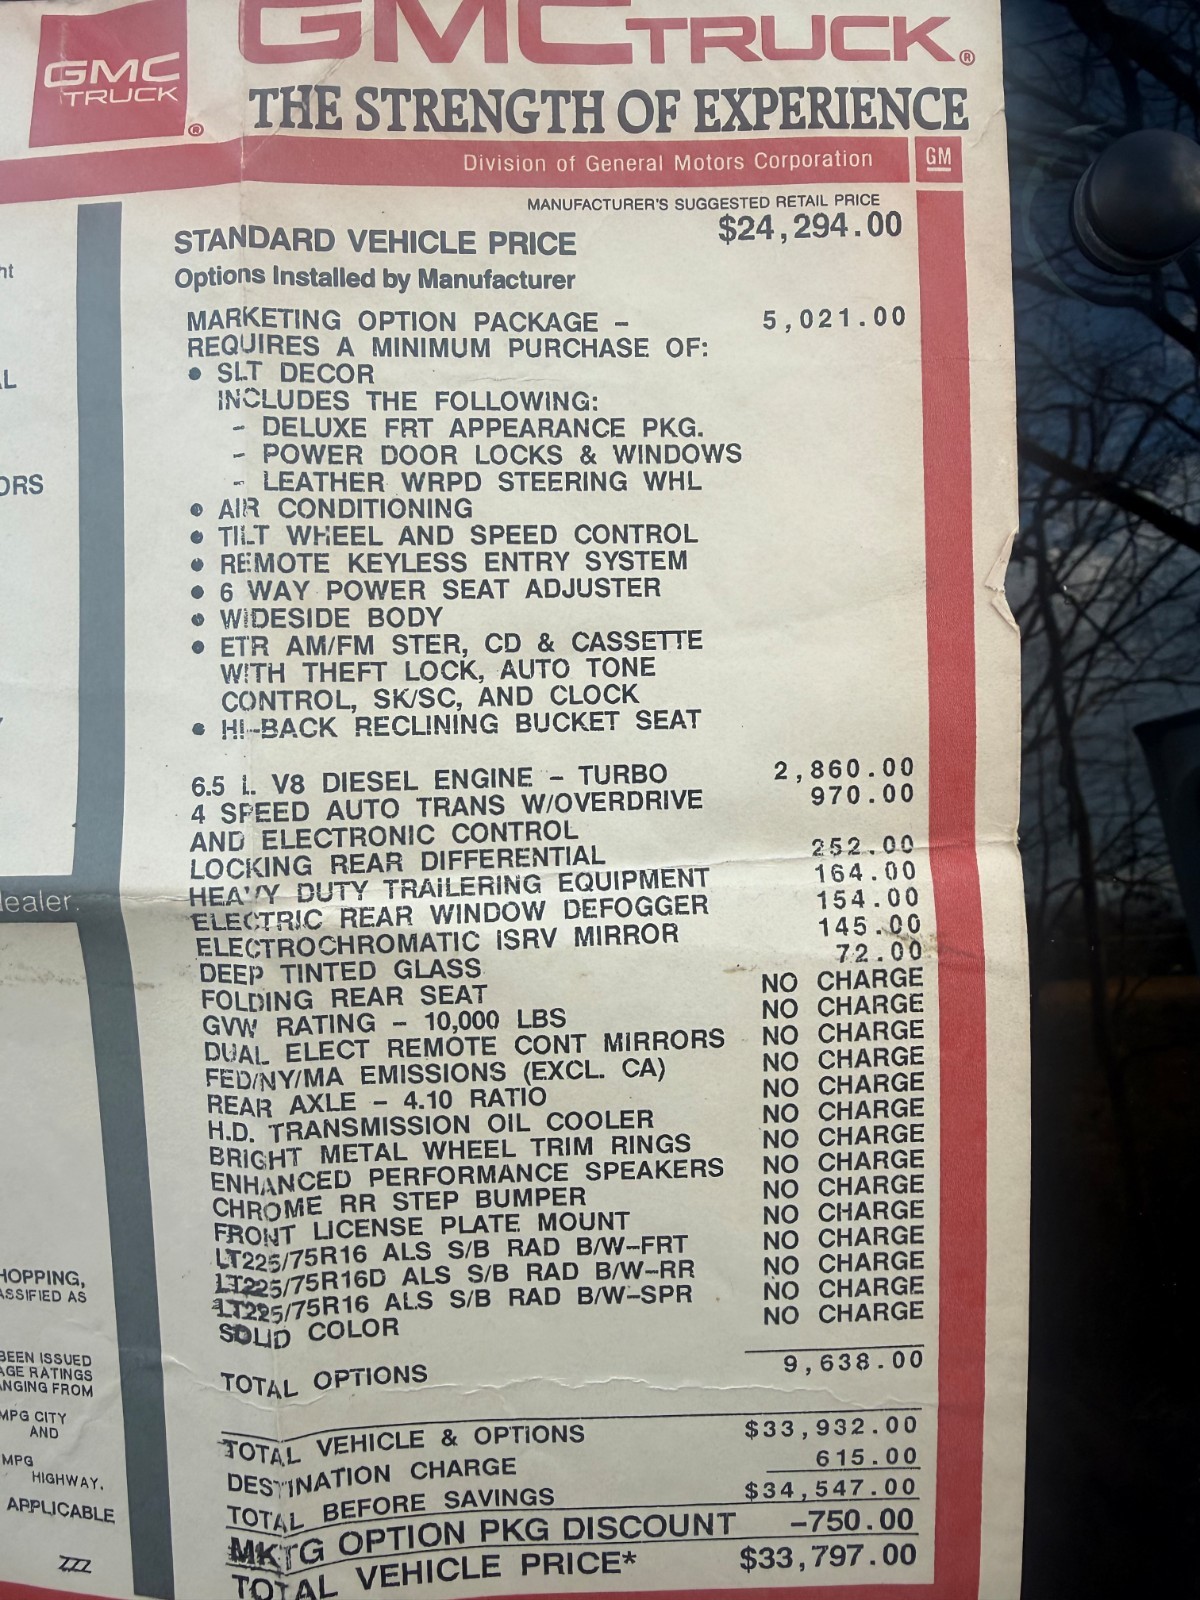 GMC
TRUCK
®
GMC TRUCK®
THE STRENGTH OF EXPERIENCE
Division of General Motors Corporation
GM
MANUFACTURER'S SUGGESTED RETAIL PRICE
STANDARD VEHICLE PRICE $24,294.00
Options Installed by Manufacturer
MARKETING OPTION PACKAGE – 5,021.00
REQUIRES A MINIMUM PURCHASE OF:
• SLT DECOR
INCLUDES THE FOLLOWING:
– DELUXE FRT APPEARANCE PKG.
– POWER DOOR LOCKS & WINDOWS
– LEATHER WRPD STEERING WHL
• AIR CONDITIONING
• TILT WHEEL AND SPEED CONTROL
• REMOTE KEYLESS ENTRY SYSTEM
• 6 WAY POWER SEAT ADJUSTER
• WIDESIDE BODY
• ETR AM/FM STER, CD & CASSETTE
WITH THEFT LOCK, AUTO TONE
CONTROL, SK/SC, AND CLOCK
• HI-BACK RECLINING BUCKET SEAT
6.5 L V8 DIESEL ENGINE – TURBO 2,860.00
4 SPEED AUTO TRANS W/OVERDRIVE 970.00
AND ELECTRONIC CONTROL
LOCKING REAR DIFFERENTIAL 252.00
HEAVY DUTY TRAILERING EQUIPMENT 164.00
ELECTRIC REAR WINDOW DEFOGGER 154.00
ELECTROCHROMATIC ISRV MIRROR 145.00
DEEP TINTED GLASS 72.00
FOLDING REAR SEAT NO CHARGE
GVW RATING – 10,000 LBS NO CHARGE
DUAL ELECT REMOTE CONT MIRRORS NO CHARGE
FED/NY/MA EMISSIONS (EXCL. CA) NO CHARGE
REAR AXLE – 4.10 RATIO NO CHARGE
H.D. TRANSMISSION OIL COOLER NO CHARGE
BRIGHT METAL WHEEL TRIM RINGS NO CHARGE
ENHANCED PERFORMANCE SPEAKERS NO CHARGE
CHROME RR STEP BUMPER NO CHARGE
FRONT LICENSE PLATE MOUNT NO CHARGE
LT225/75R16 ALS S/B RAD B/W-FRT NO CHARGE
LT225/75R16D ALS S/B RAD B/W-RR NO CHARGE
LT225/75R16 ALS S/B RAD B/W-SPR NO CHARGE
SOLID COLOR NO CHARGE
TOTAL OPTIONS 9,638.00
TOTAL VEHICLE & OPTIONS $33,932.00
DESTINATION CHARGE 615.00
TOTAL BEFORE SAVINGS $34,547.00
MKTG OPTION PKG DISCOUNT -750.00
TOTAL VEHICLE PRICE* $33,797.00
ORS
ealer.
HOPPING,
ASSIFIED AS
BEEN ISSUED
AGE RATINGS
NGING FROM
MPG CITY
AND
MPG
HIGHWAY.
APPLICABLE
ZZZ